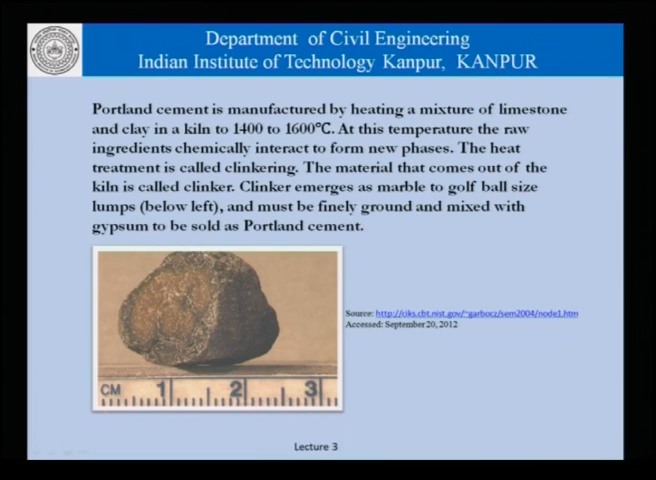 Department of Civil Engineering
Indian Institute of Technology Kanpur, KANPUR
Portland cement is manufactured by heating a mixture of limestone
and clay in a kiln to 1400 to 1600℃. At this temperature the raw
ingredients chemically interact to form new phases. The heat
treatment is called clinkering. The material that comes out of the
kiln is called clinker. Clinker emerges as marble to golf ball size
lumps (below left), and must be finely ground and mixed with
gypsum to be sold as Portland cement.
Source: http://ciks.cbt.nist.gov/~garbocz/sem2004/node1.htm
Accessed: September 20, 2012
CM 1 2 3
Lecture 3